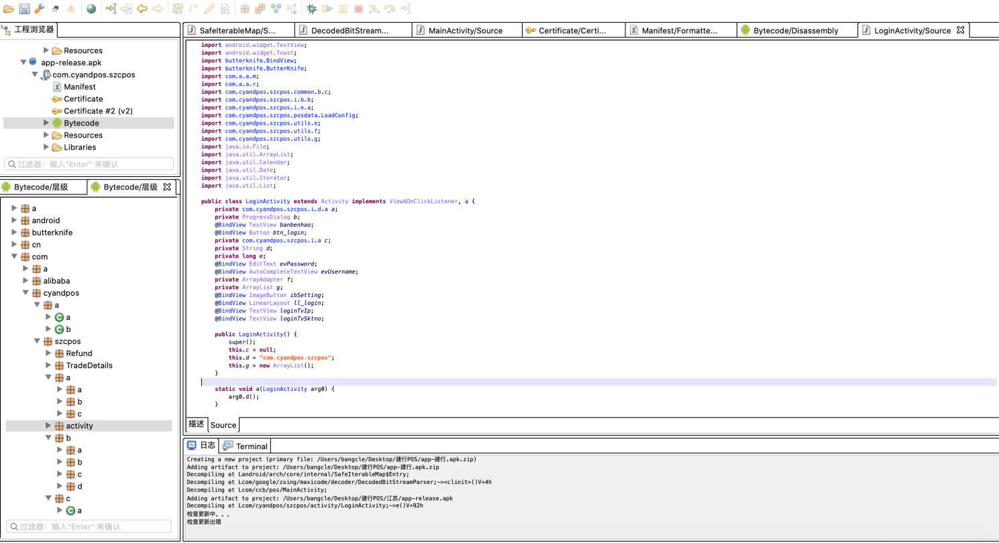 工程浏览器
Resources
app-release.apk
com.cyandpos.szcpos
Manifest
Certificate
Certificate #2 (v2)
Bytecode
Resources
Libraries
过滤器：输入"Enter" 来确认
Bytecode/层级
Bytecode/层级
a
android
butterknife
cn
com
a
alibaba
cyandpos
a
a
b
szcpos
Refund
TradeDetails
a
a
b
c
activity
b
a
b
c
d
c
a
过滤器：输入"Enter" 来确认
SafeIterableMap/S...
DecodedBitStream...
MainActivity/Source
Certificate/Certi...
Manifest/Formatte...
Bytecode/Disassembly
LoginActivity/Source
import android.widget.TextView;
import android.widget.Toast;
import butterknife.BindView;
import butterknife.ButterKnife;
import com.a.a.m;
import com.a.a.r;
import com.cyandpos.szcpos.common.b.c;
import com.cyandpos.szcpos.i.b.b;
import com.cyandpos.szcpos.i.e.a;
import com.cyandpos.szcpos.posdata.LoadConfig;
import com.cyandpos.szcpos.utils.e;
import com.cyandpos.szcpos.utils.f;
import com.cyandpos.szcpos.utils.g;
import java.io.File;
import java.util.ArrayList;
import java.util.Calendar;
import java.util.Date;
import java.util.Iterator;
import java.util.List;
public class LoginActivity extends Activity implements View$OnClickListener, a {
private com.cyandpos.szcpos.i.d.a a;
private ProgressDialog b;
@BindView TextView banbenhao;
@BindView Button btn_login;
private com.cyandpos.szcpos.i.a c;
private String d;
private long e;
@BindView EditText evPassword;
@BindView AutoCompleteTextView evUsername;
private ArrayAdapter f;
private ArrayList g;
@BindView ImageButton ibSetting;
@BindView LinearLayout ll_login;
@BindView TextView loginTvIp;
@BindView TextView loginTvSktno;
public LoginActivity() {
super();
this.c = null;
this.d = "com.cyandpos.szcpos";
this.g = new ArrayList();
}
static void a(LoginActivity arg0) {
arg0.d();
}
描述
Source
日志
Terminal
Creating a new project (primary file: /Users/bangcle/Desktop/建行POS/app-建行.apk.zip)
Adding artifact to project: /Users/bangcle/Desktop/建行POS/app-建行.apk.zip
Decompiling at Landroid/arch/core/internal/SafeIterableMap$Entry;
Decompiling at Lcom/google/zxing/maxicode/decoder/DecodedBitStreamParser;-><clinit>()V+4h
Decompiling at Lcom/ccb/pos/MainActivity;
Adding artifact to project: /Users/bangcle/Desktop/建行POS/江苏/app-release.apk
Decompiling at Lcom/cyandpos/szcpos/activity/LoginActivity;->e()V+92h
检查更新中。。。
检查更新出错